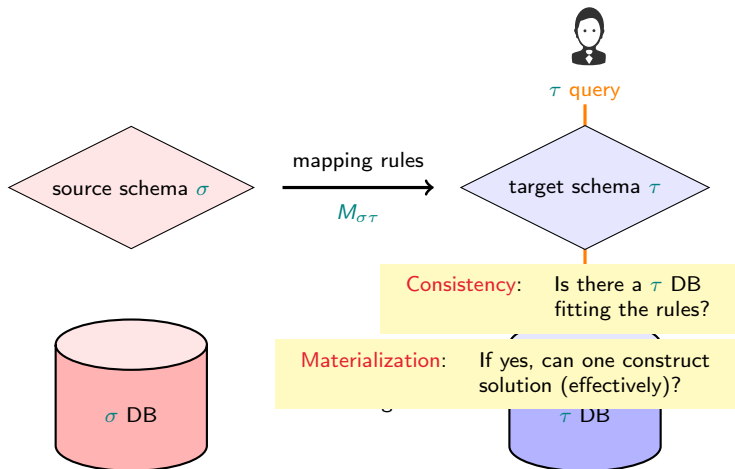 τ query
source schema σ
mapping rules
M_στ
target schema τ
Consistency: Is there a τ DB
fitting the rules?
Materialization: If yes, can one construct
solution (effectively)?
σ DB
τ DB